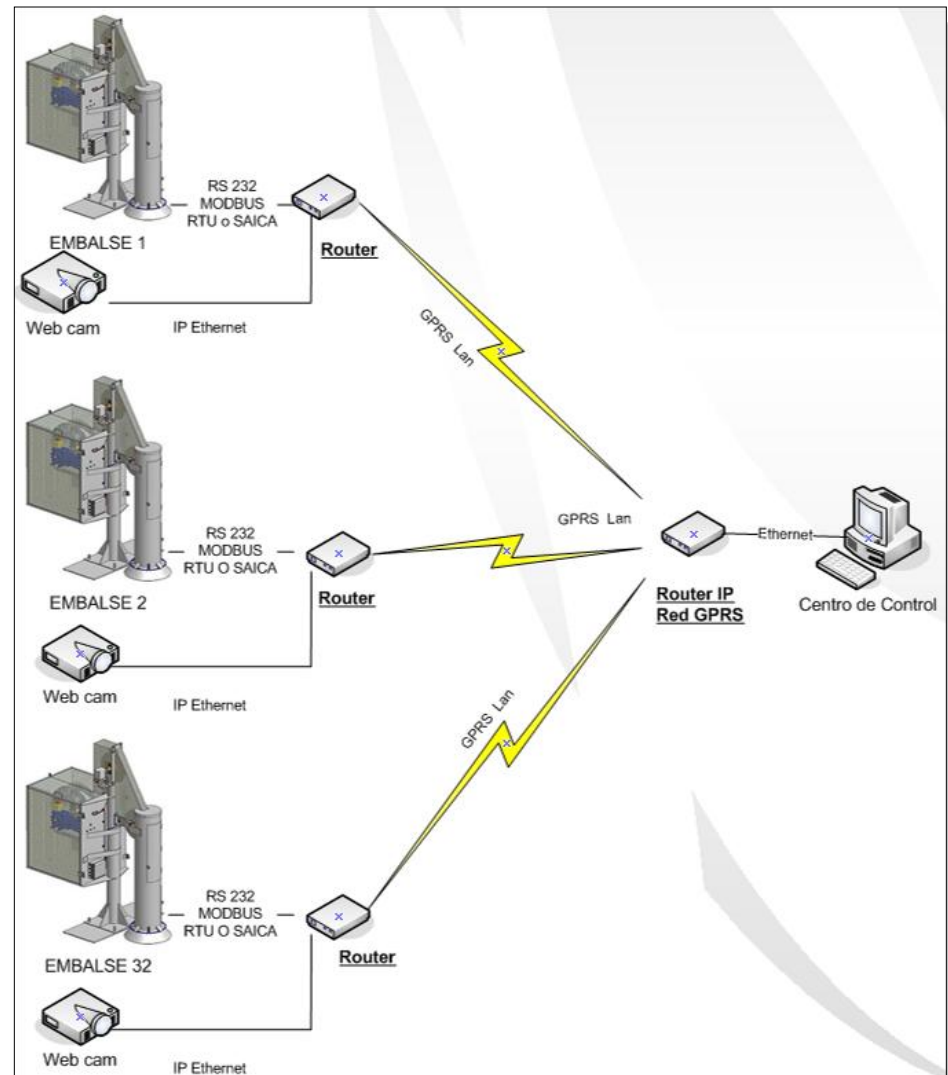 RS 232
MODBUS
RTU o SAICA
EMBALSE 1
Router
Web cam
IP Ethernet
GPRS Lan
RS 232
MODBUS
RTU O SAICA
EMBALSE 2
Router
Web cam
IP Ethernet
GPRS Lan
Router IP
Red GPRS
Ethernet
Centro de Control
GPRS Lan
RS 232
MODBUS
RTU O SAICA
EMBALSE 32
Router
Web cam
IP Ethernet